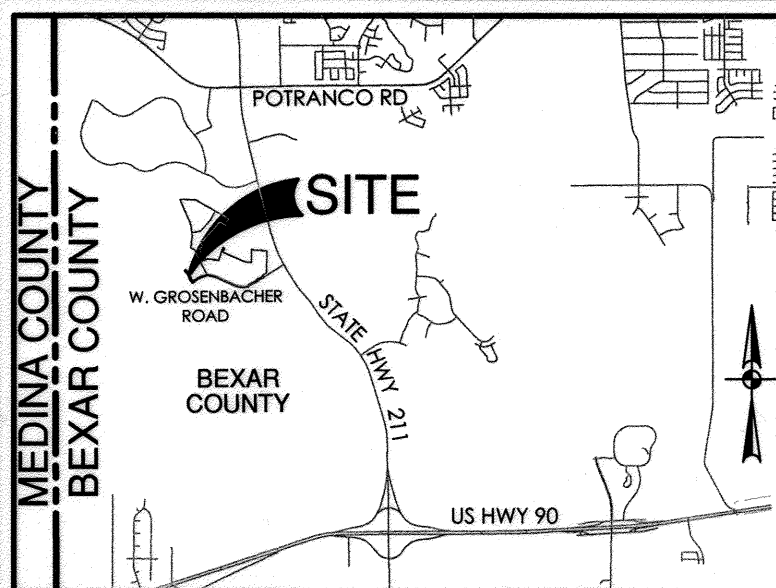 POTRANCO RD
SITE
W. GROSENBACHER
ROAD
STATE HWY 211
BEXAR
COUNTY
MEDINA COUNTY
BEXAR COUNTY
US HWY 90